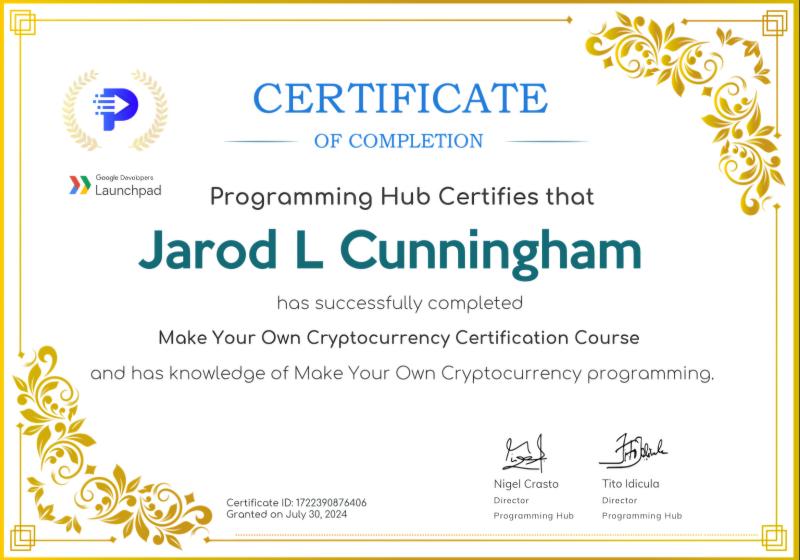 CERTIFICATE
OF COMPLETION
Google Developers
Launchpad
Programming Hub Certifies that
Jarod L Cunningham
has successfully completed
Make Your Own Cryptocurrency Certification Course
and has knowledge of Make Your Own Cryptocurrency programming.
Nigel Crasto
Director
Programming Hub
Tito Idicula
Director
Programming Hub
Certificate ID: 1722390876406
Granted on July 30, 2024